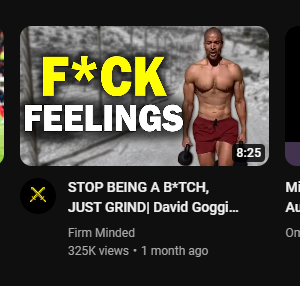 F*CK
FEELINGS
8:25
STOP BEING A B*TCH,
JUST GRIND| David Goggi...
Firm Minded
325K views • 1 month ago
Mi
Au
On